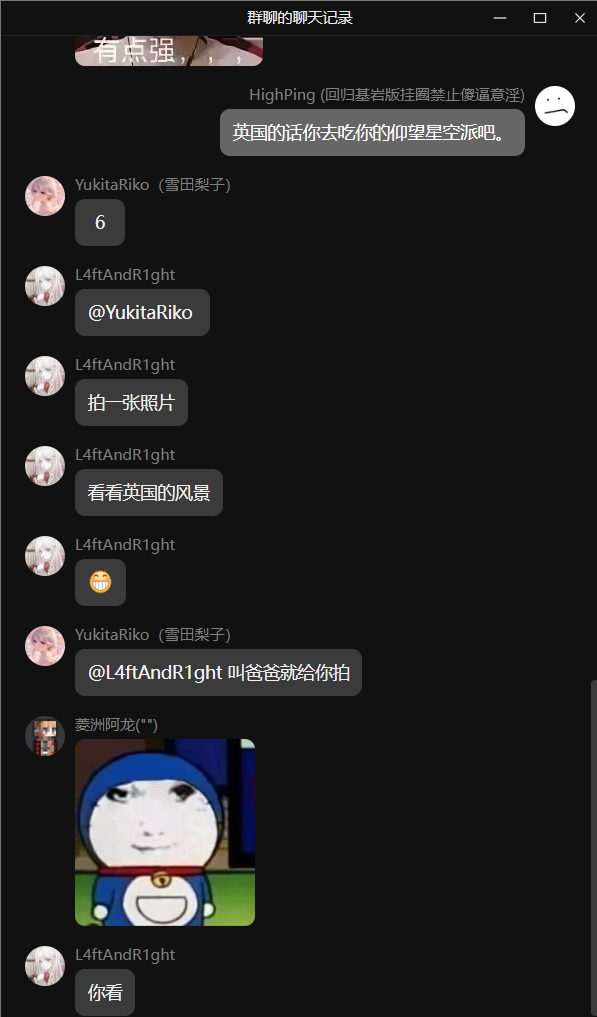 群聊的聊天记录
有点强，，，
HighPing (回归基岩版挂圈禁止傻逼意淫)
英国的话你去吃你的仰望星空派吧。
YukitaRiko（雪田梨子）
6
L4ftAndR1ght
@YukitaRiko
L4ftAndR1ght
拍一张照片
L4ftAndR1ght
看看英国的风景
L4ftAndR1ght
YukitaRiko（雪田梨子）
@L4ftAndR1ght 叫爸爸就给你拍
菱洲阿龙("")
L4ftAndR1ght
你看